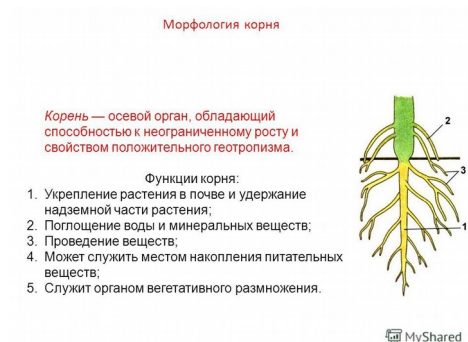 Морфология корня
Корень — осевой орган, обладающий
способностью к неограниченному росту и
свойством положительного геотропизма.
Функции корня:
1. Укрепление растения в почве и удержание
надземной части растения;
2. Поглощение воды и минеральных веществ;
3. Проведение веществ;
4. Может служить местом накопления питательных
веществ;
5. Служит органом вегетативного размножения.
2
3
1
MyShared